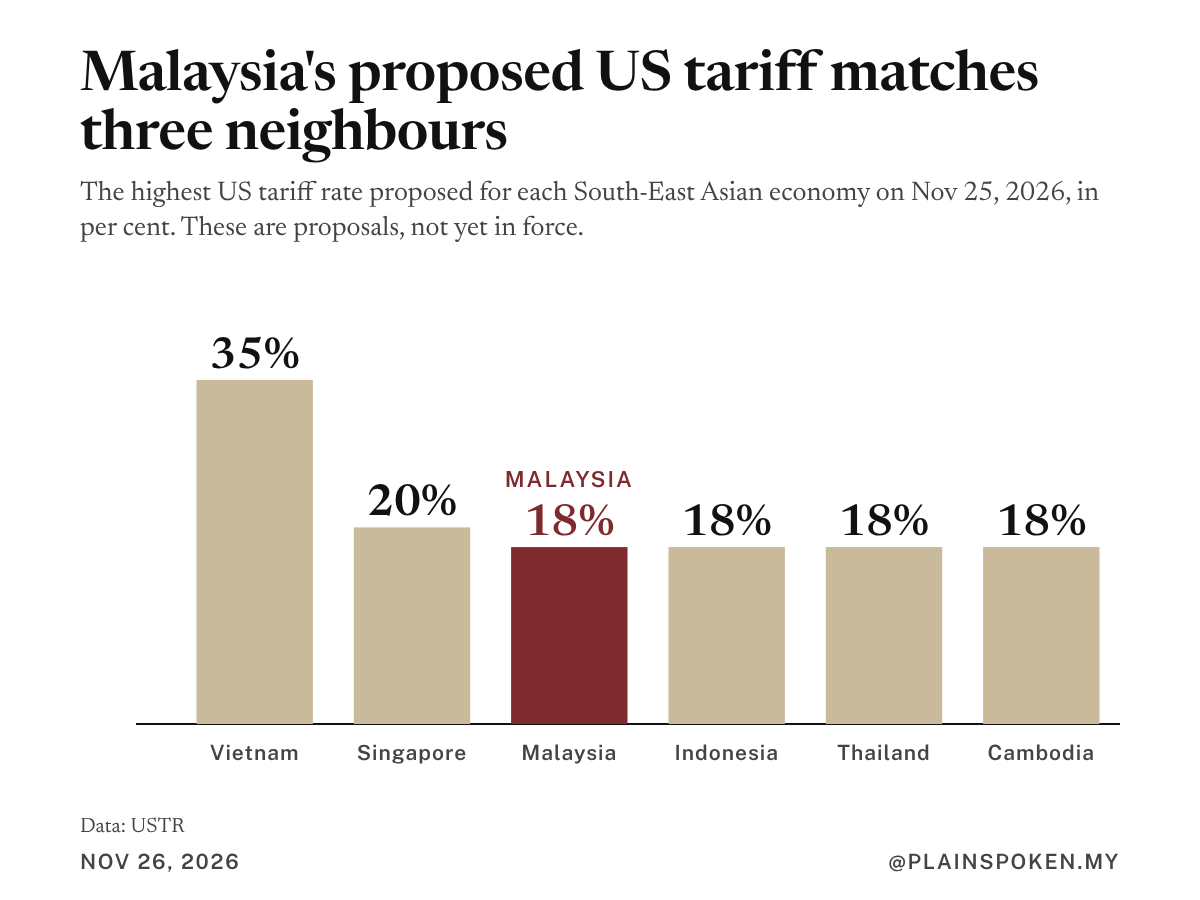 Malaysia's proposed US tariff matches
three neighbours
The highest US tariff rate proposed for each South-East Asian economy on Nov 25, 2026, in
per cent. These are proposals, not yet in force.
35%
20%
MALAYSIA
18%
18%
18%
18%
Vietnam
Singapore
Malaysia
Indonesia
Thailand
Cambodia
Data: USTR
NOV 26, 2026
@PLAINSPOKEN.MY